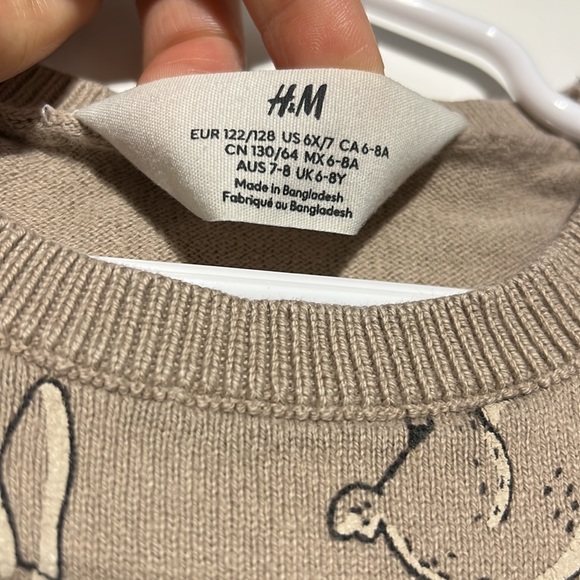 H&M
EUR 122/128 US 6X/7 CA 6-8A
CN 130/64 MX 6-8A
AUS 7-8 UK 6-8Y
Made in Bangladesh
Fabriqué au Bangladesh